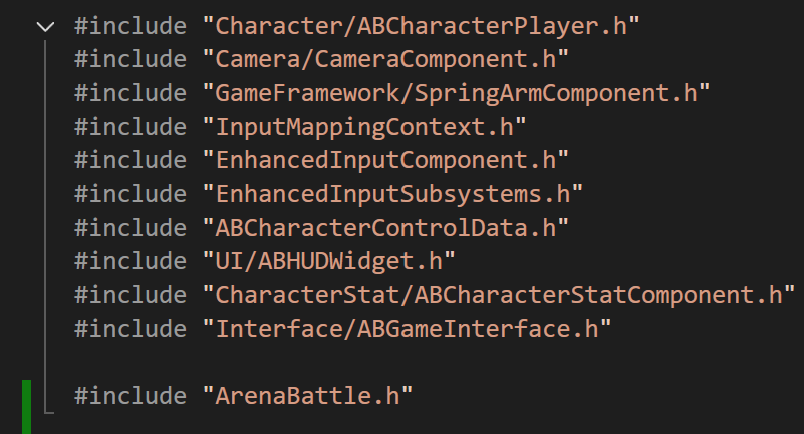 #include "Character/ABCharacterPlayer.h"
#include "Camera/CameraComponent.h"
#include "GameFramework/SpringArmComponent.h"
#include "InputMappingContext.h"
#include "EnhancedInputComponent.h"
#include "EnhancedInputSubsystems.h"
#include "ABCharacterControlData.h"
#include "UI/ABHUDWidget.h"
#include "CharacterStat/ABCharacterStatComponent.h"
#include "Interface/ABGameInterface.h"
#include "ArenaBattle.h"